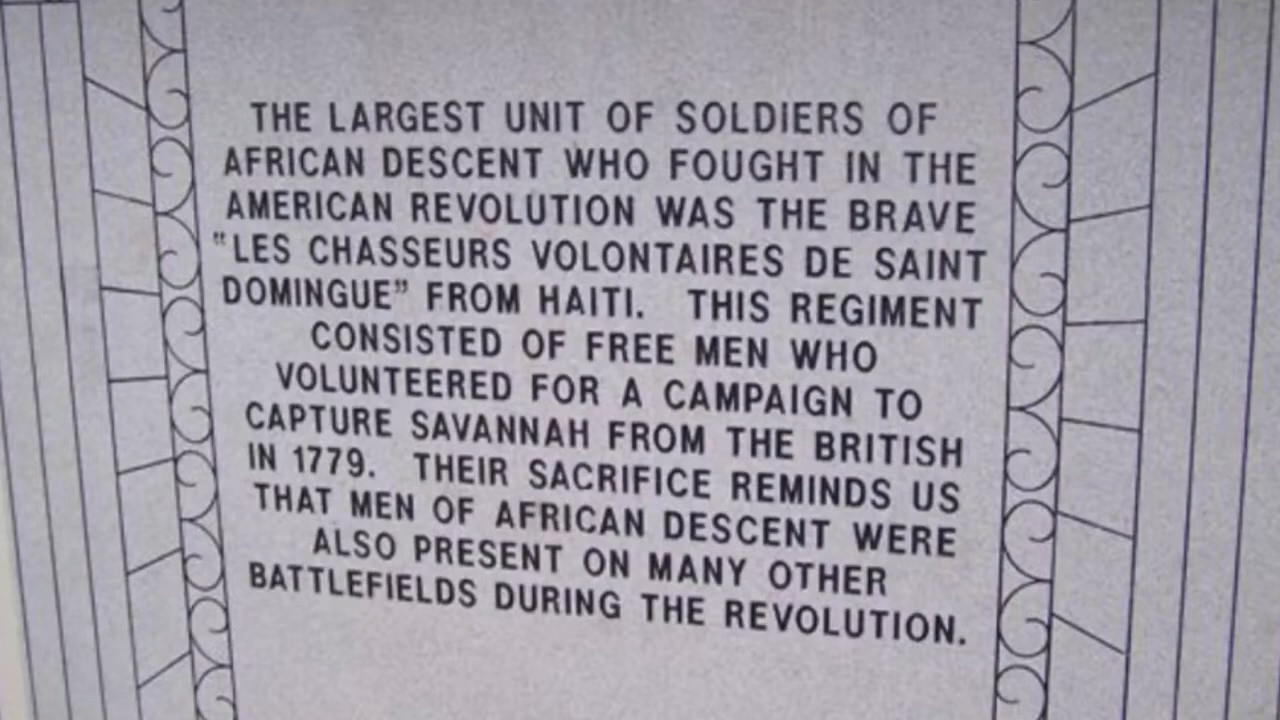 THE LARGEST UNIT OF SOLDIERS OF
AFRICAN DESCENT WHO FOUGHT IN THE
AMERICAN REVOLUTION WAS THE BRAVE
"LES CHASSEURS VOLONTAIRES DE SAINT
DOMINGUE" FROM HAITI. THIS REGIMENT
CONSISTED OF FREE MEN WHO
VOLUNTEERED FOR A CAMPAIGN TO
CAPTURE SAVANNAH FROM THE BRITISH
IN 1779. THEIR SACRIFICE REMINDS US
THAT MEN OF AFRICAN DESCENT WERE
ALSO PRESENT ON MANY OTHER
BATTLEFIELDS DURING THE REVOLUTION.